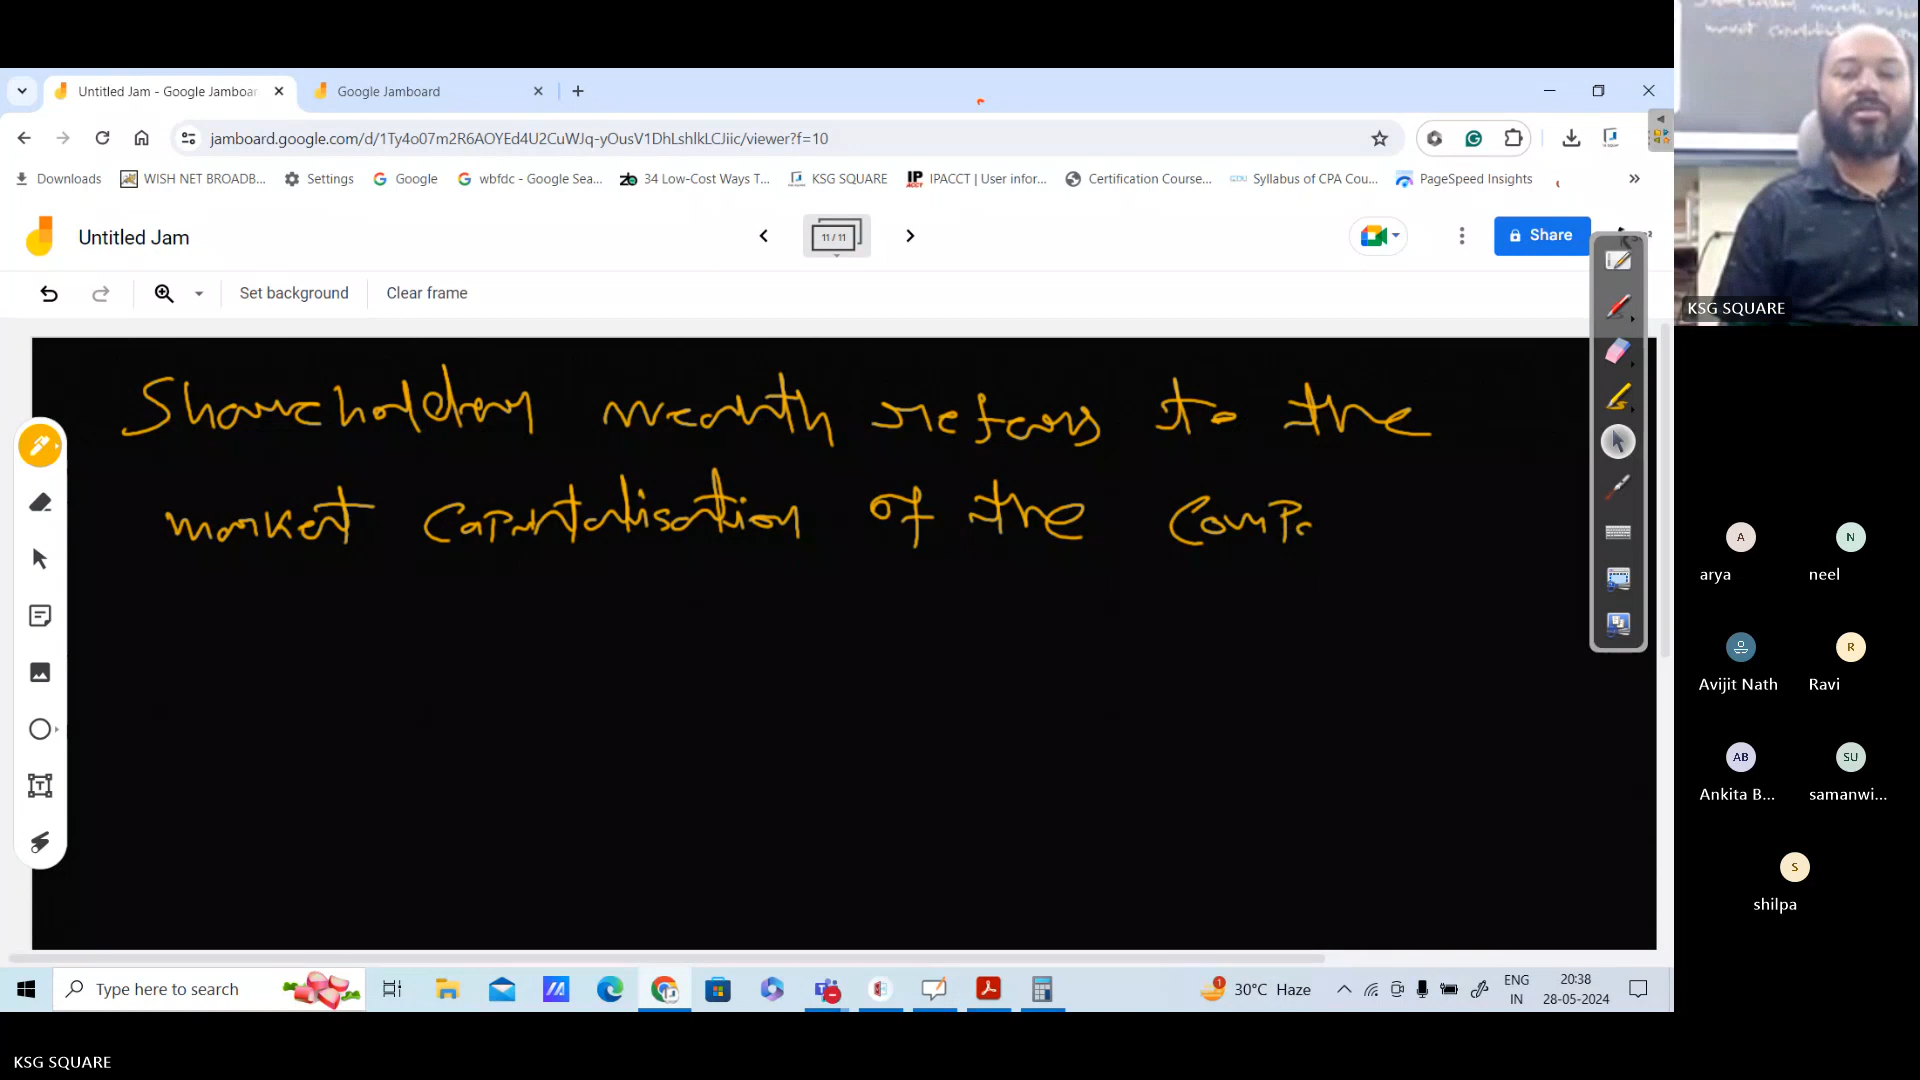 Untitled Jam - Google Jamboar
Google Jamboard
jamboard.google.com/d/1Ty4o07m2R6AOYEd4U2CuWJq-yOusV1DhLshlkLCJiic/viewer?f=10
Downloads WISH NET BROADB... Settings Google wbfdc - Google Sea... 34 Low-Cost Ways T... KSG SQUARE IPACCT | User infor... Certification Course... Syllabus of CPA Cou... PageSpeed Insights
Untitled Jam
11 / 11
Share
Set background Clear frame
Shareholders wealth refers to the
market capitalisation of the Compa
KSG SQUARE
A N
arya neel
R
Avijit Nath Ravi
AB SU
Ankita B... samanwi...
S
shilpa
Type here to search
30°C Haze
ENG
IN
20:38
28-05-2024
KSG SQUARE